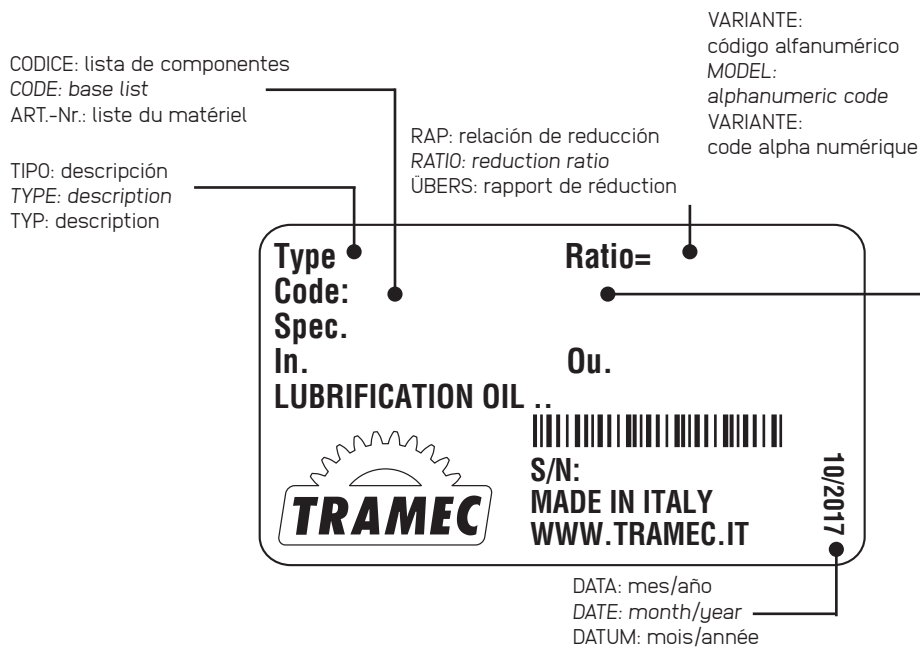 VARIANTE:
código alfanumérico
MODEL:
alphanumeric code
VARIANTE:
code alpha numérique
CODICE: lista de componentes
CODE: base list
ART.-Nr.: liste du matériel
RAP: relación de reducción
RATIO: reduction ratio
ÜBERS: rapport de réduction
TIPO: descripción
TYPE: description
TYP: description
Type
Ratio=
Code:
Spec.
In.
Ou.
LUBRIFICATION OIL ..
TRAMEC
S/N:
MADE IN ITALY
WWW.TRAMEC.IT
10/2017
DATA: mes/año
DATE: month/year
DATUM: mois/année